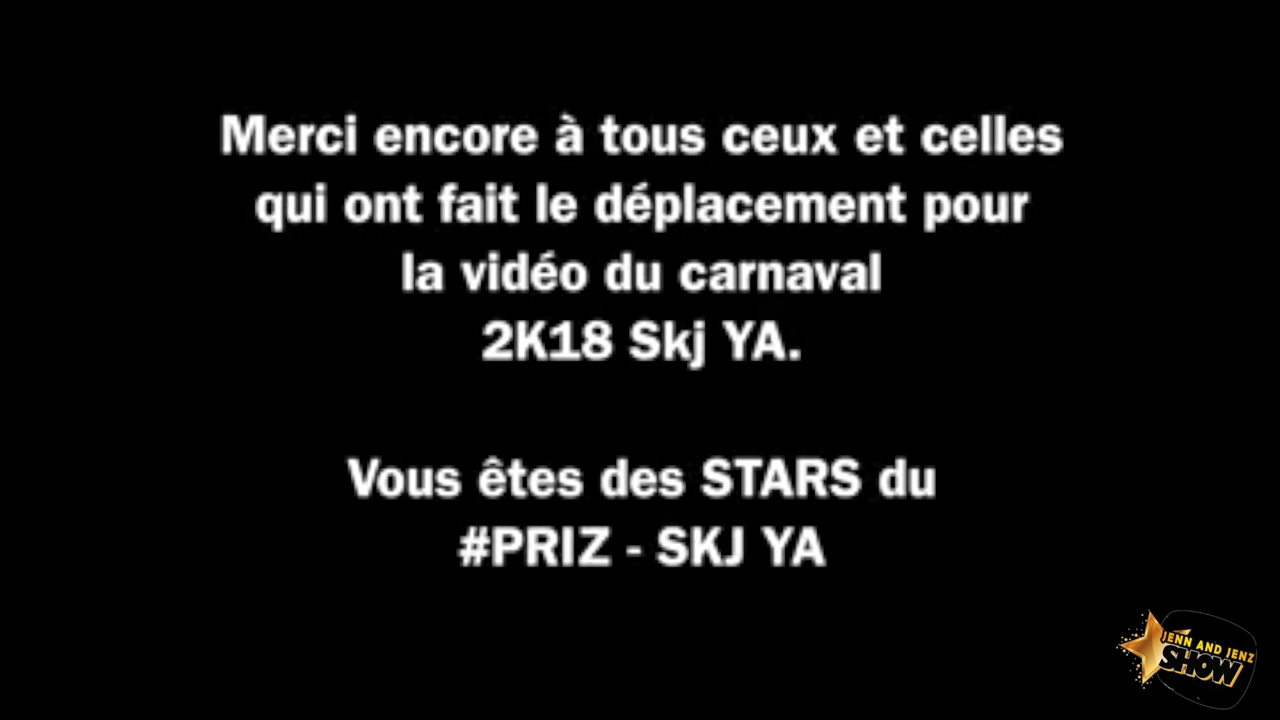 Merci encore à tous ceux et celles
qui ont fait le déplacement pour
la vidéo du carnaval
2K18 Skj YA.
Vous êtes des STARS du
#PRIZ - SKJ YA
JENN AND JENZ
SHOW